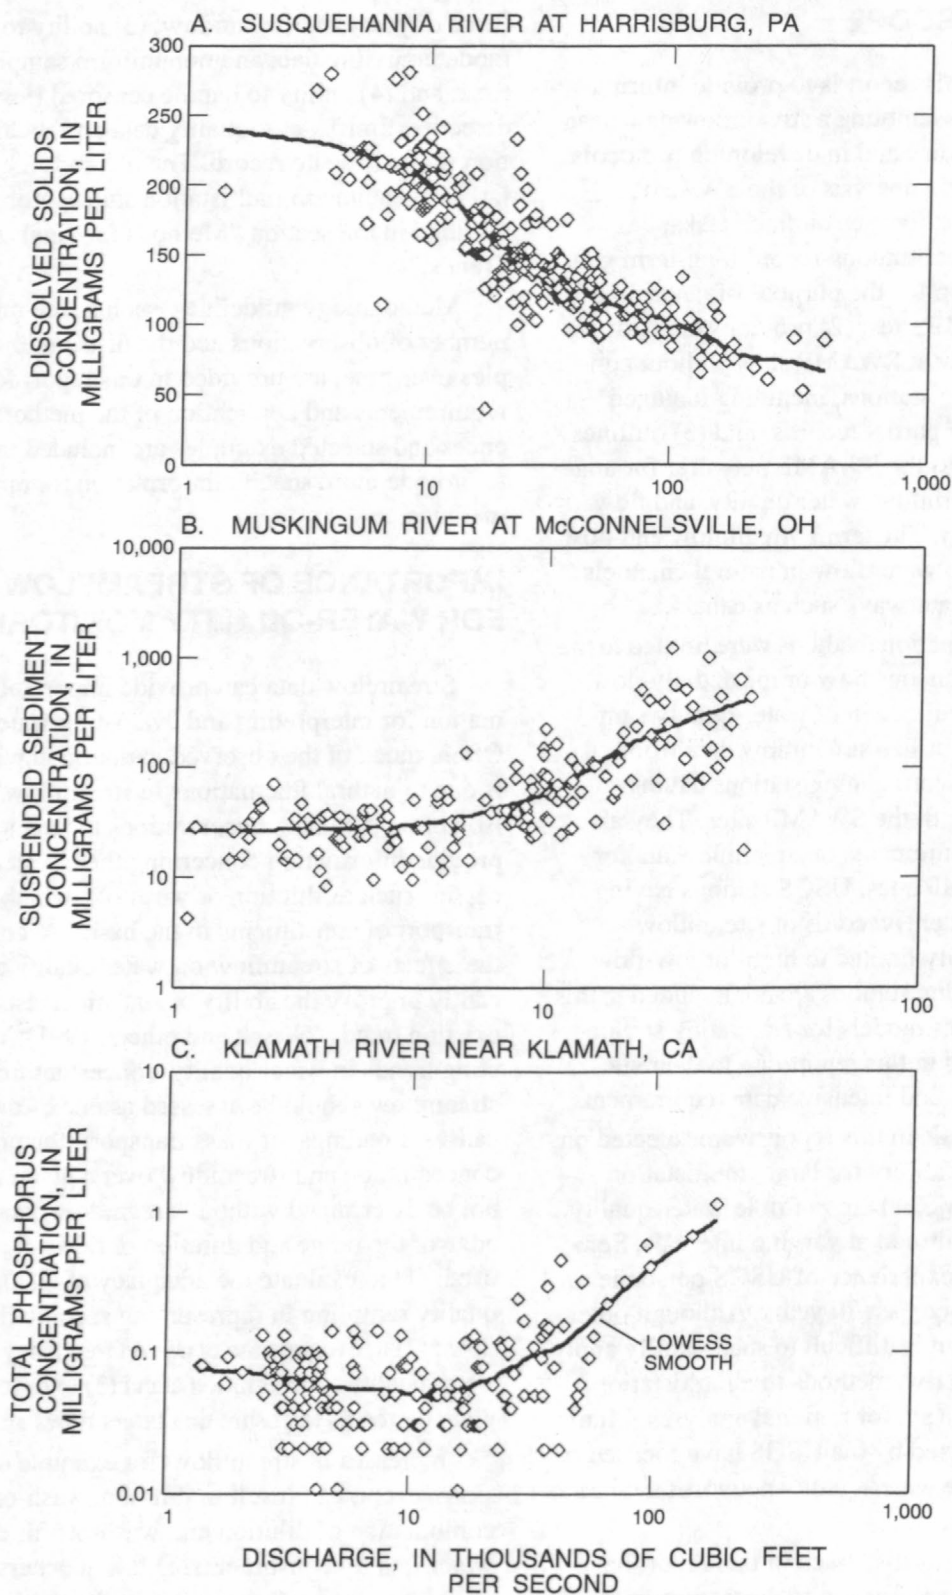 A. SUSQUEHANNA RIVER AT HARRISBURG, PA
DISSOLVED SOLIDS
CONCENTRATION, IN
MILLIGRAMS PER LITER
300
250
200
150
100
50
0
1
10
100
1,000
B. MUSKINGUM RIVER AT McCONNELSVILLE, OH
SUSPENDED SEDIMENT
CONCENTRATION, IN
MILLIGRAMS PER LITER
10,000
1,000
100
10
1
1
10
100
C. KLAMATH RIVER NEAR KLAMATH, CA
TOTAL PHOSPHORUS
CONCENTRATION, IN
MILLIGRAMS PER LITER
10
1
0.1
0.01
LOWESS
SMOOTH
1
10
100
1,000
DISCHARGE, IN THOUSANDS OF CUBIC FEET
PER SECOND